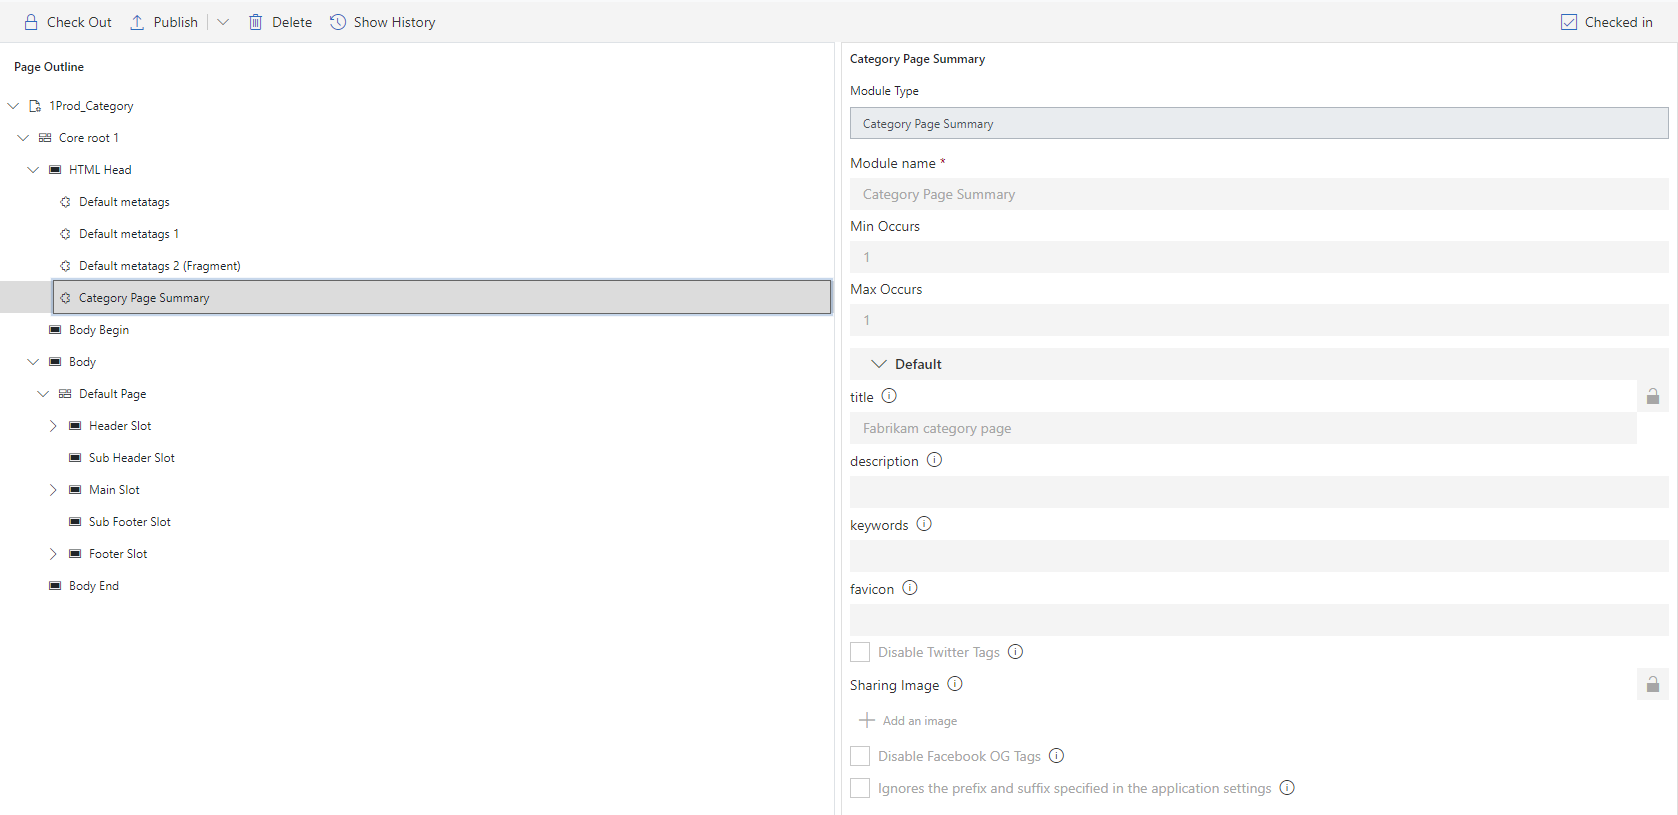 Check Out Publish Delete Show History Checked in
Page Outline
1Prod_Category
Core root 1
HTML Head
Default metatags
Default metatags 1
Default metatags 2 (Fragment)
Category Page Summary
Body Begin
Body
Default Page
Header Slot
Sub Header Slot
Main Slot
Sub Footer Slot
Footer Slot
Body End
Category Page Summary
Module Type
Category Page Summary
Module name *
Category Page Summary
Min Occurs
1
Max Occurs
1
Default
title
Fabrikam category page
description
keywords
favicon
Disable Twitter Tags
Sharing Image
Add an image
Disable Facebook OG Tags
Ignores the prefix and suffix specified in the application settings